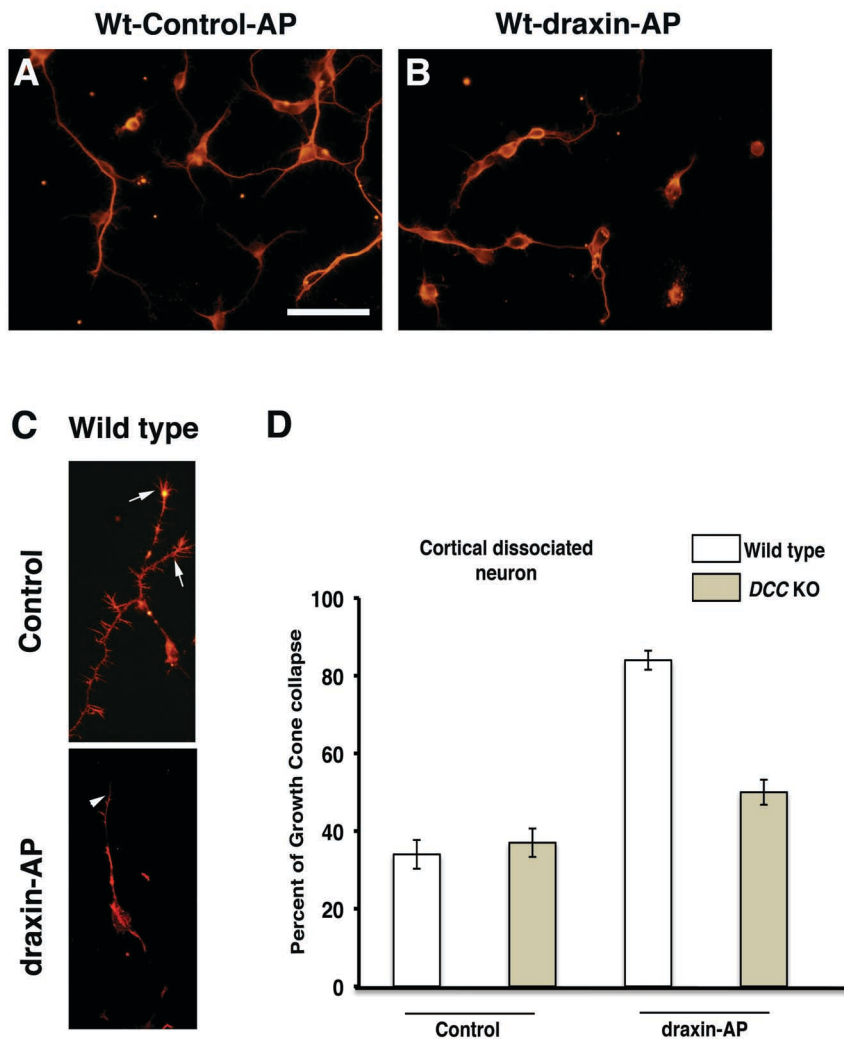 Wt-Control-AP
Wt-draxin-AP
A
B
C
Wild type
D
Control
draxin-AP
Cortical dissociated
neuron
Wild type
DCC KO
Percent of Growth Cone collapse
100
80
60
40
20
0
Control
draxin-AP